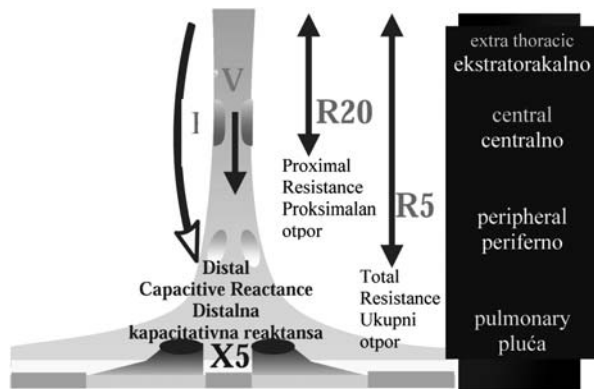 V
I
R20
Proximal
Resistance
Proksimalan
otpor
R5
Total
Resistance
Ukupni
otpor
Distal
Capacitive Reactance
Distalna
kapacitativna reaktansa
X5
extra thoracic
ekstratorakalno
central
centralno
peripheral
periferno
pulmonary
pluća